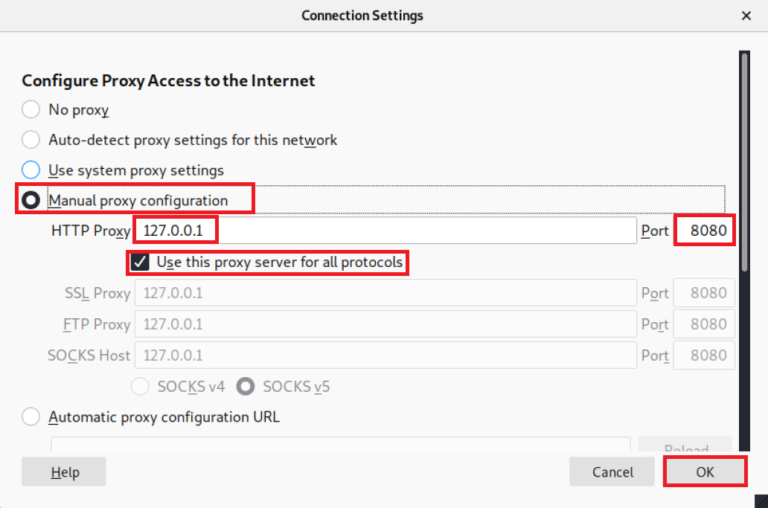 Connection Settings
Configure Proxy Access to the Internet
No proxy
Auto-detect proxy settings for this network
Use system proxy settings
Manual proxy configuration
HTTP Proxy 127.0.0.1 Port 8080
Use this proxy server for all protocols
SSL Proxy 127.0.0.1 Port 8080
FTP Proxy 127.0.0.1 Port 8080
SOCKS Host 127.0.0.1 Port 8080
SOCKS v4 SOCKS v5
Automatic proxy configuration URL
Reload
Help Cancel OK